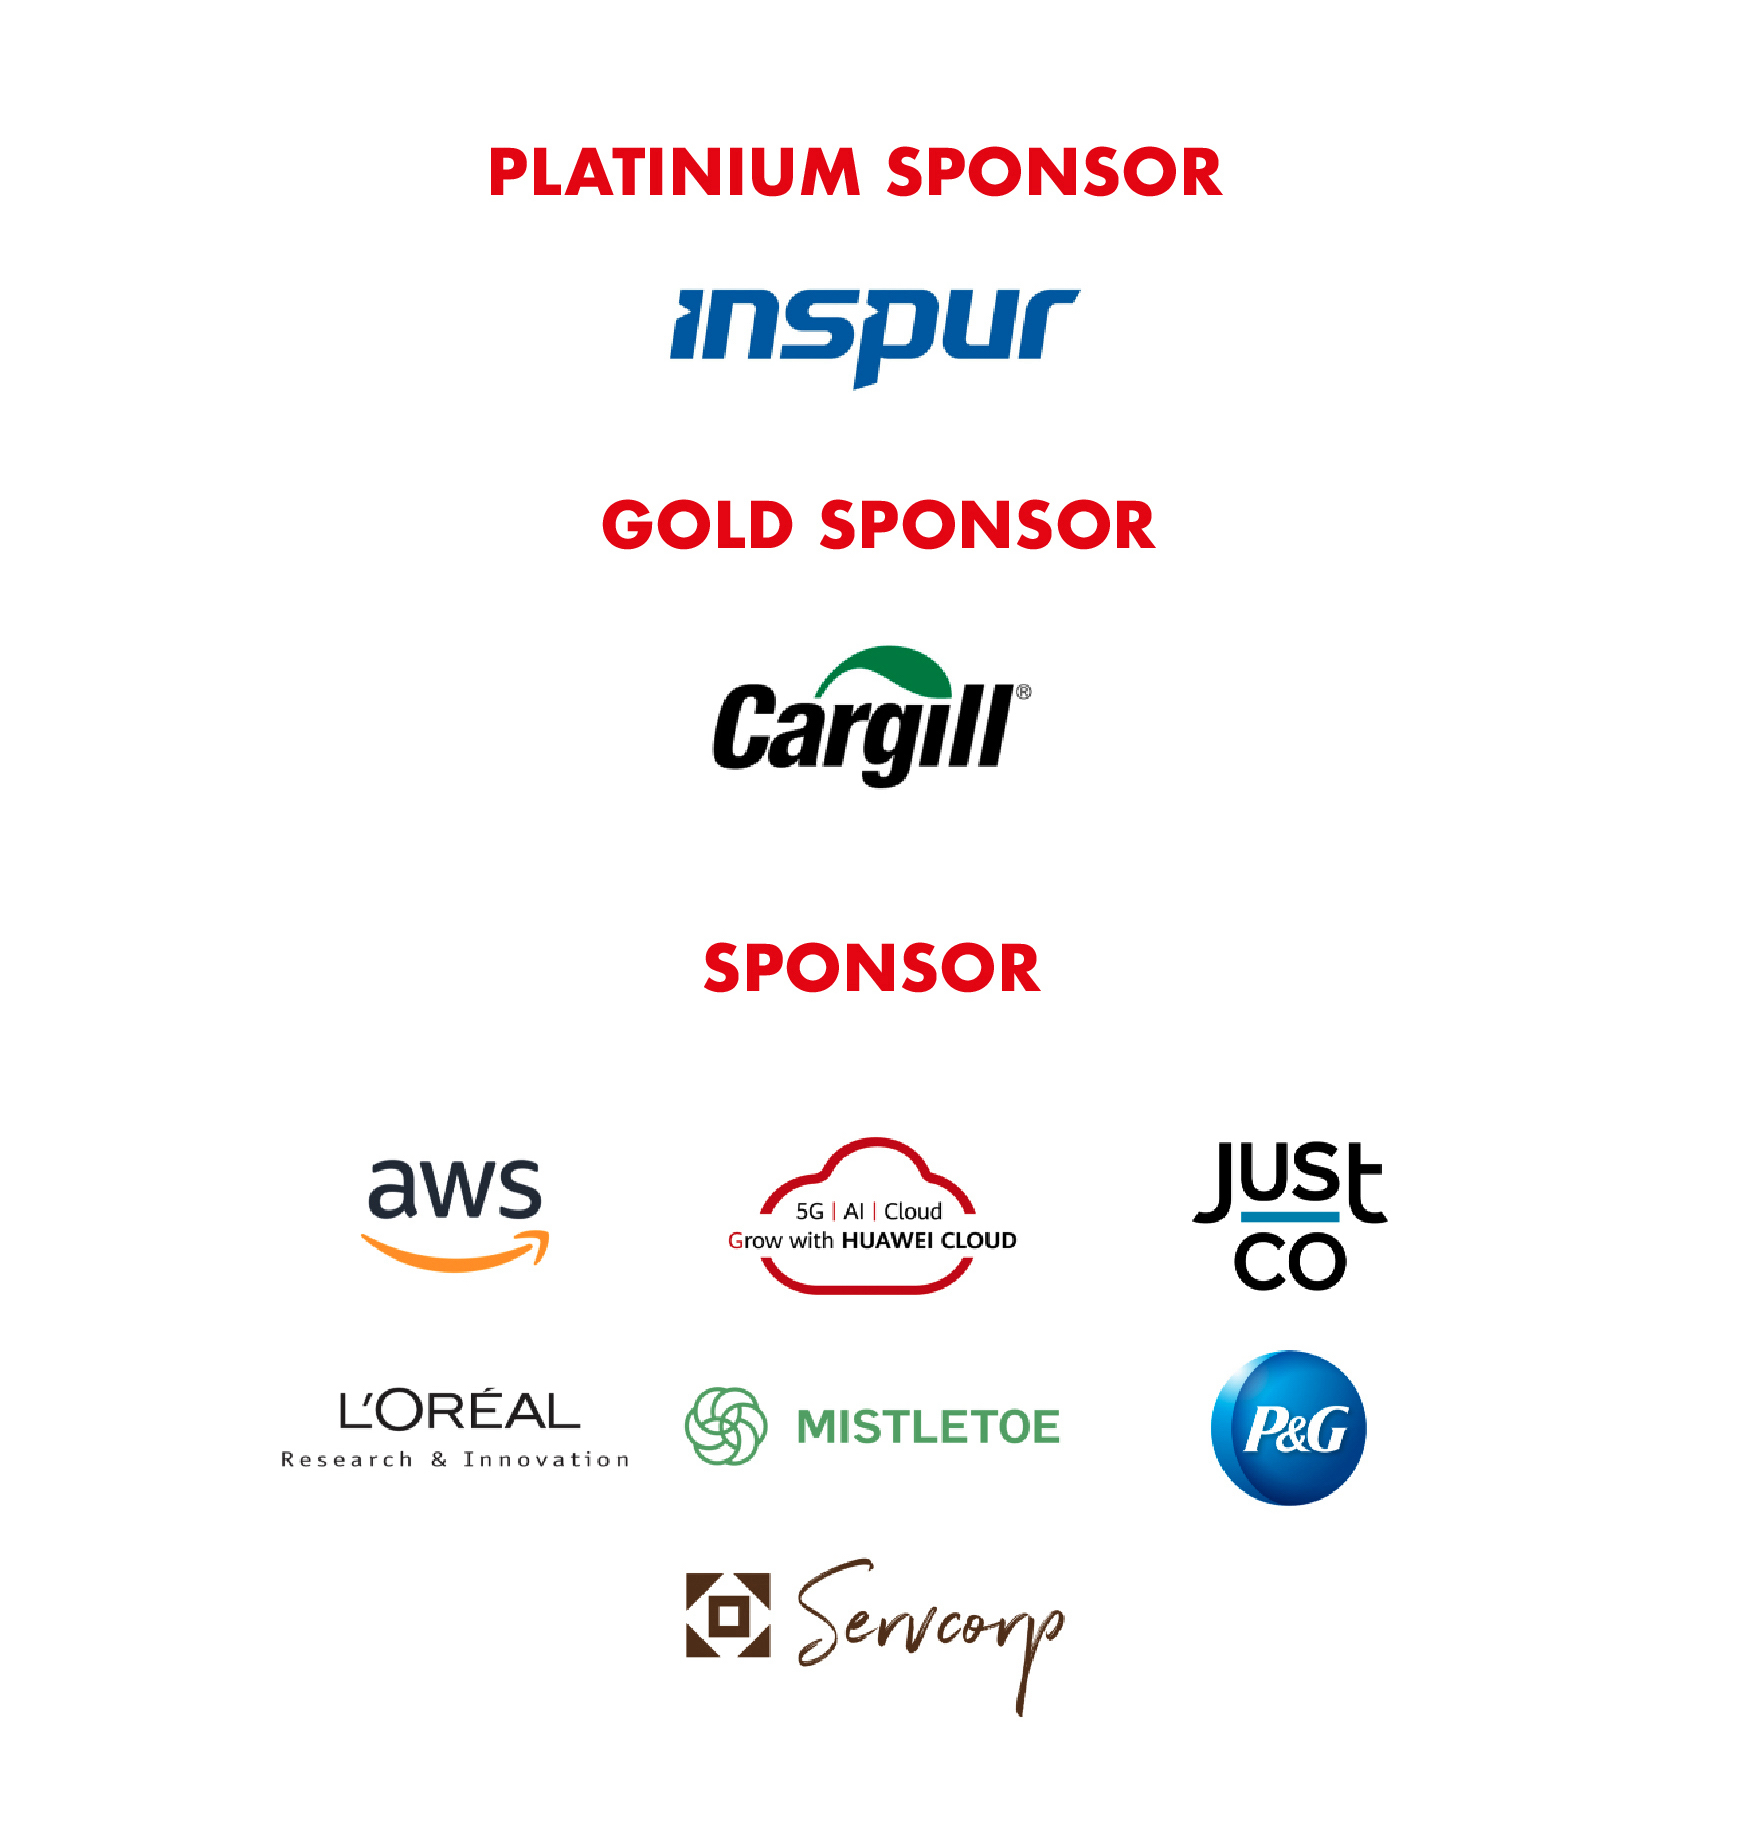 PLATINIUM SPONSOR
inspur
GOLD SPONSOR
Cargill®
SPONSOR
aws
5G | AI | Cloud
Grow with HUAWEI CLOUD
JUSt
CO
L'ORÉAL
Research & Innovation
MISTLETOE
P&G
Servcorp